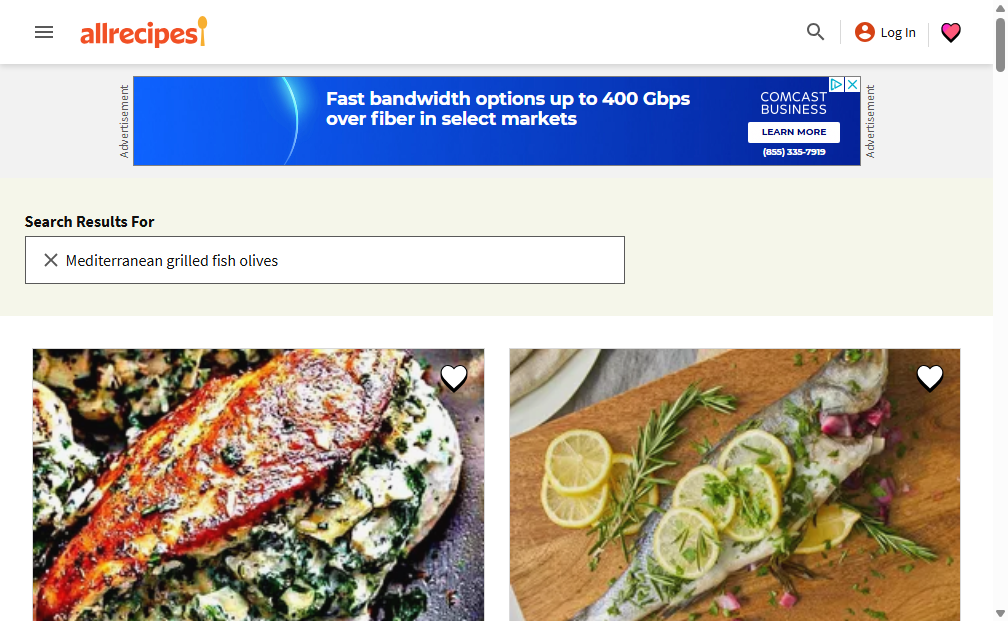 allrecipes
Log In
Advertisement
Fast bandwidth options up to 400 Gbps
over fiber in select markets
COMCAST
BUSINESS
LEARN MORE
(855) 335-7919
Advertisement
Search Results For
Mediterranean grilled fish olives